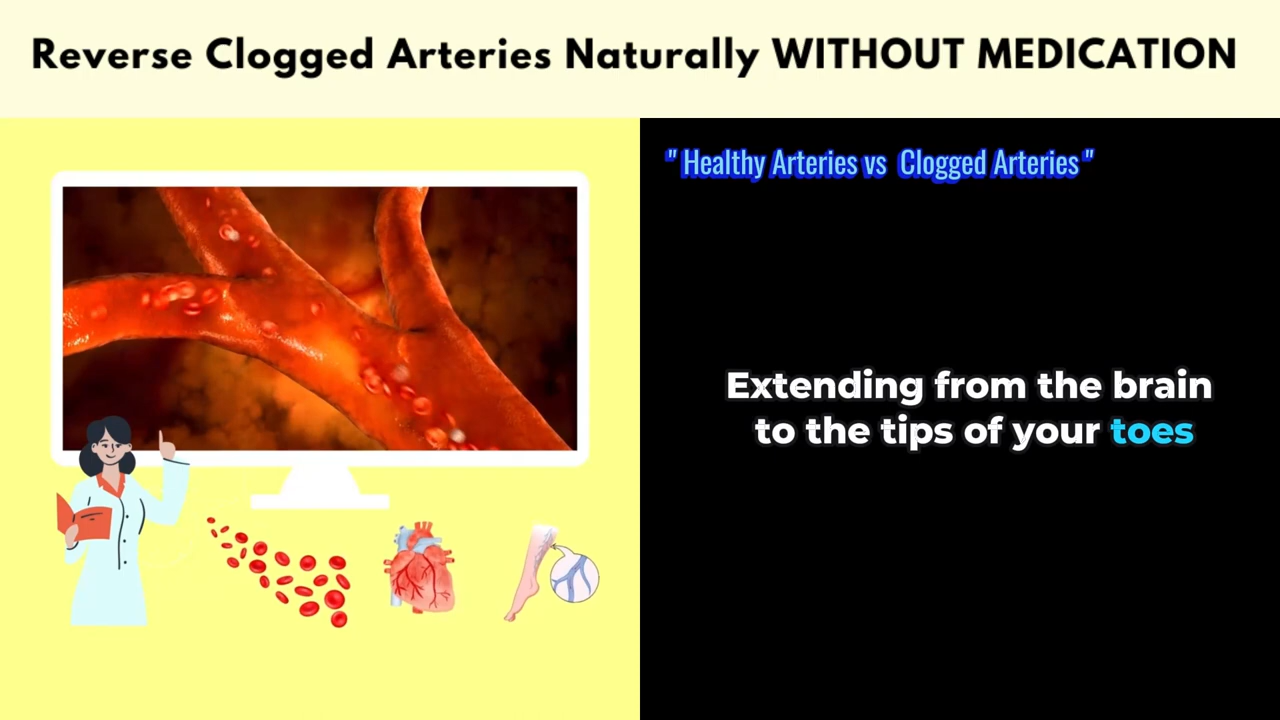 Reverse Clogged Arteries Naturally WITHOUT MEDICATION
" Healthy Arteries vs Clogged Arteries "
Extending from the brain
to the tips of your toes